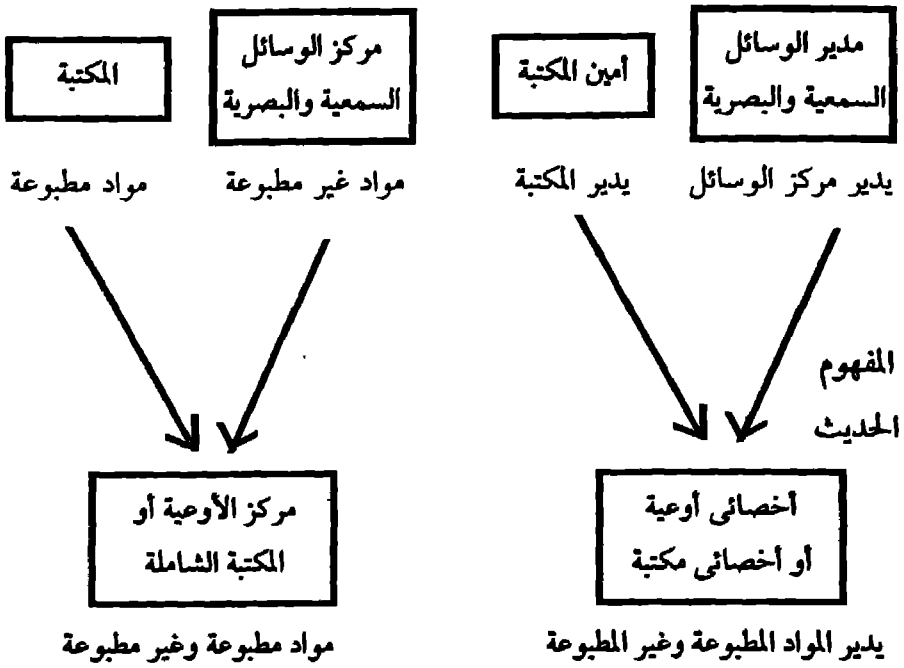 مدير الوسائل
السمعية والبصرية
يدير مركز الوسائل
أمين المكتبة
يدير المكتبة
مركز الوسائل
السمعية والبصرية
مواد غير مطبوعة
المكتبة
مواد مطبوعة
المفهوم
الحديث
أخصائى أوعية
أو أخصائى مكتبة
يدير المواد المطبوعة وغير المطبوعة
مركز الأوعية أو
المكتبة الشاملة
مواد مطبوعة وغير مطبوعة